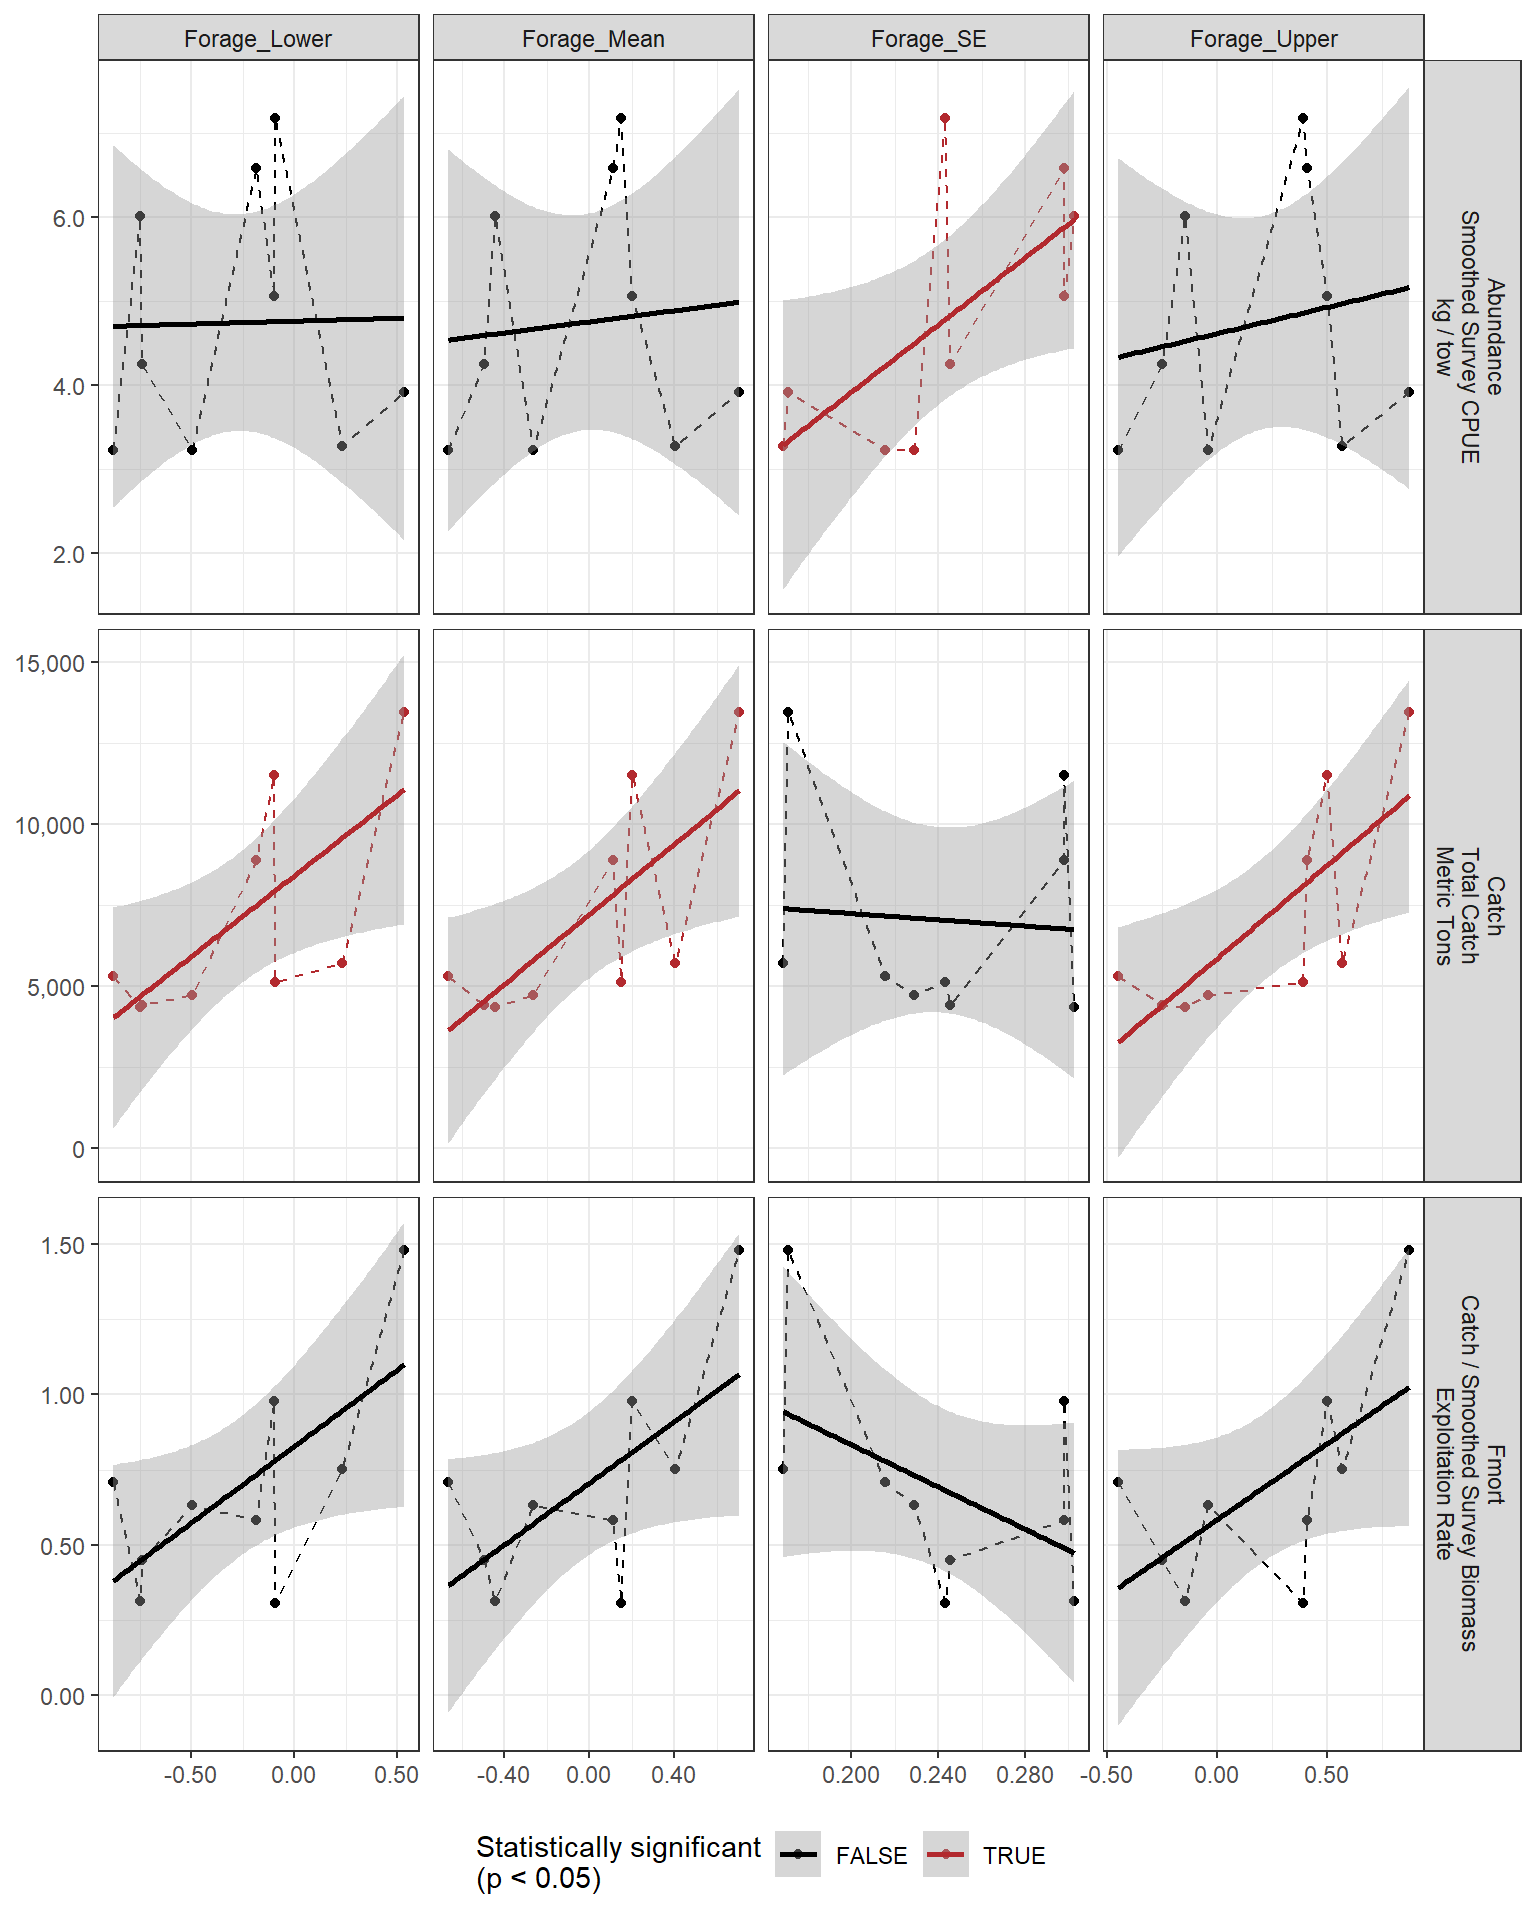 Forage_Lower
Forage_Mean
Forage_SE
Forage_Upper
6.0
4.0
2.0
Abundance
Smoothed Survey CPUE
kg / tow
15,000
10,000
5,000
0
Catch
Total Catch
Metric Tons
1.50
1.00
0.50
0.00
Fmort
Catch / Smoothed Survey Biomass
Exploitation Rate
-0.50 0.00 0.50
-0.40 0.00 0.40
0.200 0.240 0.280
-0.50 0.00 0.50
Statistically significant
(p < 0.05)
FALSE
TRUE